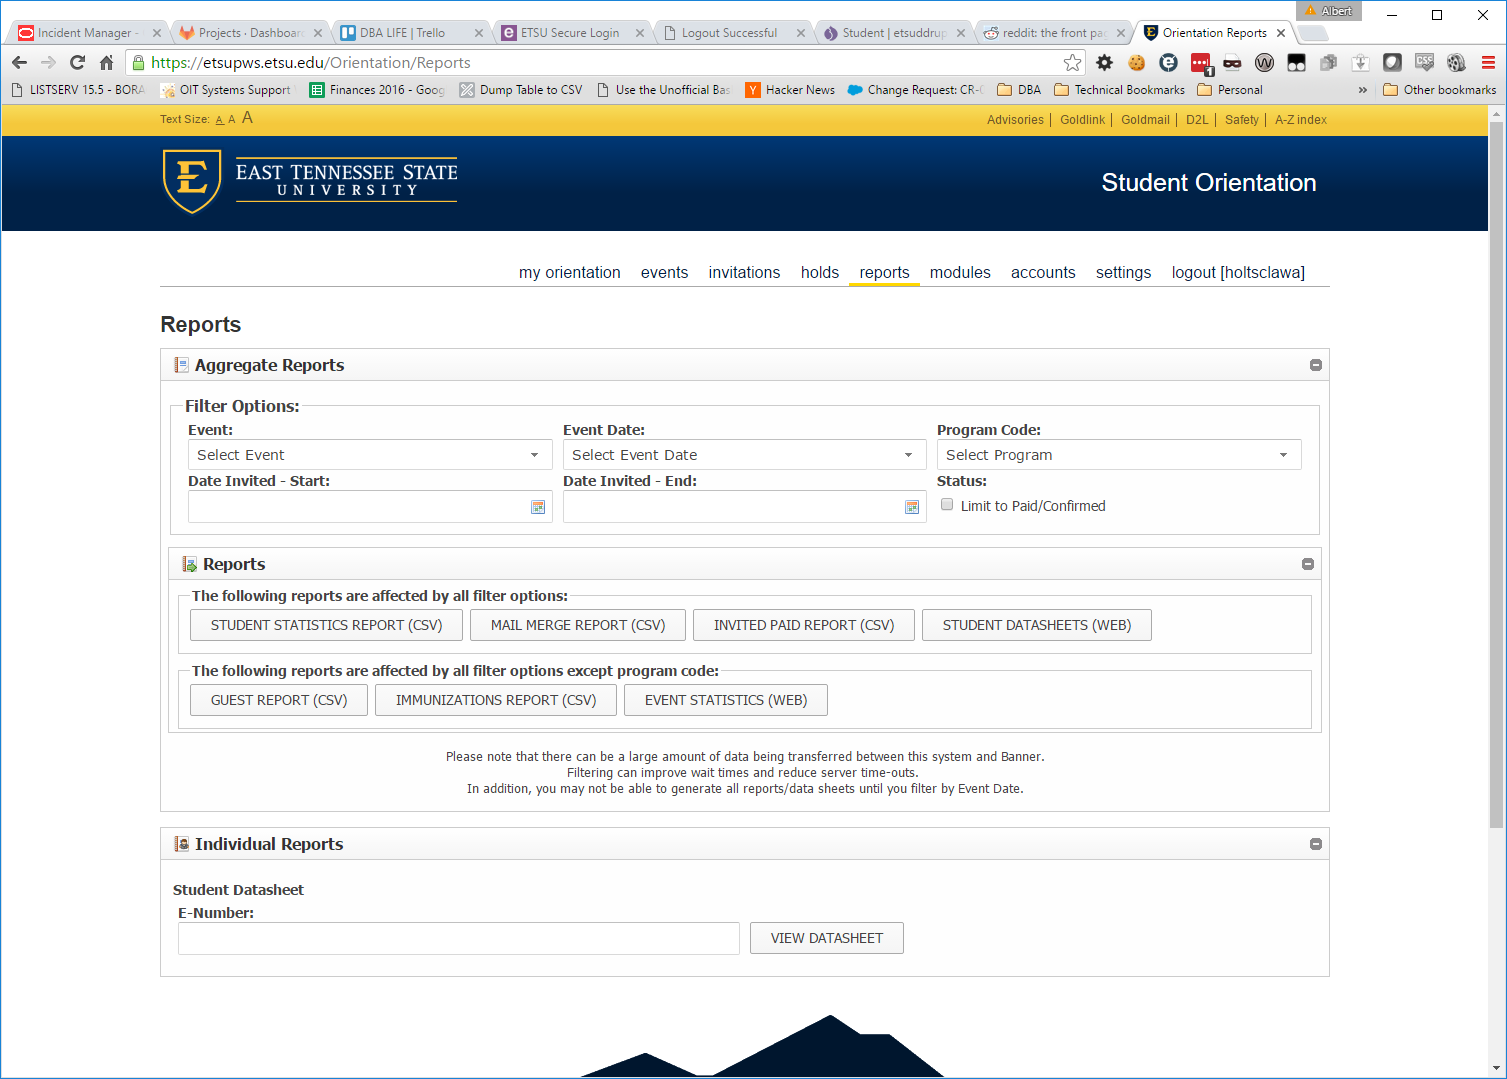 Albert
Incident Manager -
Projects · Dashboard
DBA LIFE | Trello
ETSU Secure Login
Logout Successful
Student | etsuddrup
reddit: the front pag
Orientation Reports
https://etsupws.etsu.edu/Orientation/Reports
LISTSERV 15.5 - BORA
OIT Systems Support
Finances 2016 - Goog
Dump Table to CSV
Use the Unofficial Bas
Hacker News
Change Request: CR-
DBA
Technical Bookmarks
Personal
»
Other bookmarks
Text Size: A A A
Advisories | Goldlink | Goldmail | D2L | Safety | A-Z index
E EAST TENNESSEE STATE
UNIVERSITY
Student Orientation
my orientation events invitations holds reports modules accounts settings logout [holtsclawa]
Reports
Aggregate Reports
Filter Options:
Event: Event Date: Program Code:
Select Event Select Event Date Select Program
Date Invited - Start: Date Invited - End: Status:
Limit to Paid/Confirmed
Reports
The following reports are affected by all filter options:
STUDENT STATISTICS REPORT (CSV) MAIL MERGE REPORT (CSV) INVITED PAID REPORT (CSV) STUDENT DATASHEETS (WEB)
The following reports are affected by all filter options except program code:
GUEST REPORT (CSV) IMMUNIZATIONS REPORT (CSV) EVENT STATISTICS (WEB)
Please note that there can be a large amount of data being transferred between this system and Banner.
Filtering can improve wait times and reduce server time-outs.
In addition, you may not be able to generate all reports/data sheets until you filter by Event Date.
Individual Reports
Student Datasheet
E-Number:
VIEW DATASHEET